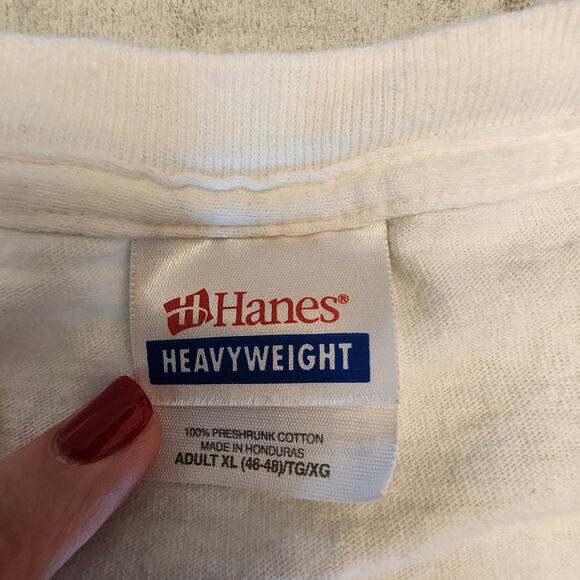 Hanes®
HEAVYWEIGHT
100% PRESHRUNK COTTON
MADE IN HONDURAS
ADULT XL (46-48)/TG/XG